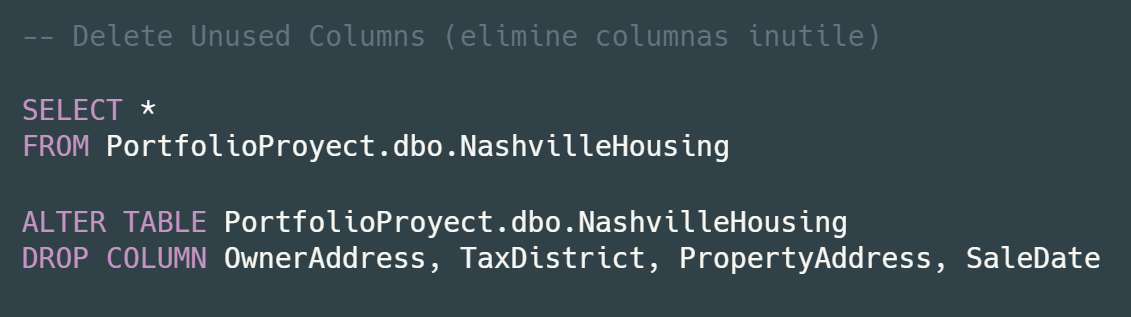 -- Delete Unused Columns (elimine columnas inutile)
SELECT *
FROM PortfolioProyect.dbo.NashvilleHousing
ALTER TABLE PortfolioProyect.dbo.NashvilleHousing
DROP COLUMN OwnerAddress, TaxDistrict, PropertyAddress, SaleDate